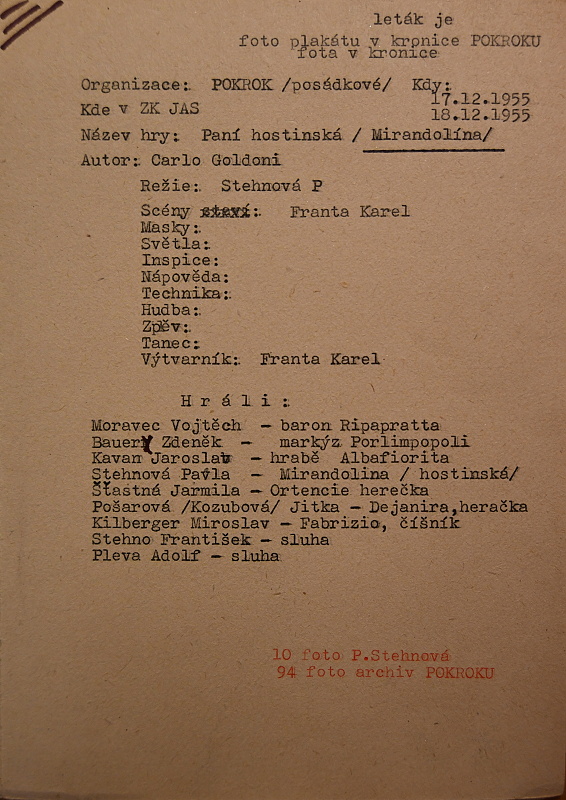 leták je
foto plakátu v krpnice POKROKU
fota v kronice
Organizace: POKROK /posádkové/ Kdy:
17.12.1955
Kde v ZK JAS
18.12.1955
Název hry: Paní hostinská / Mirandolína/
Autor: Carlo Goldoni
Režie: Stehnová P
Scény staví: Franta Karel
Masky:
Světla:
Inspice:
Nápověda:
Technika:
Hudba:
Zpěv:
Tanec:
Výtvarník: Franta Karel
H r á l i :
Moravec Vojtěch - baron Ripapratta
Bauer Zdeněk - markýz Porlimpopoli
Kavan Jaroslav - hrabě Albafiorita
Stehnová Pavla - Mirandolina / hostinská/
Šťastná Jarmila - Ortencie herečka
Pošarová /Kozubová/ Jitka - Dejanira,heračka
Kilberger Miroslav - Fabrizio, číšník
Stehno František - sluha
Pleva Adolf - sluha
10 foto P.Stehnová
94 foto archiv POKROKU